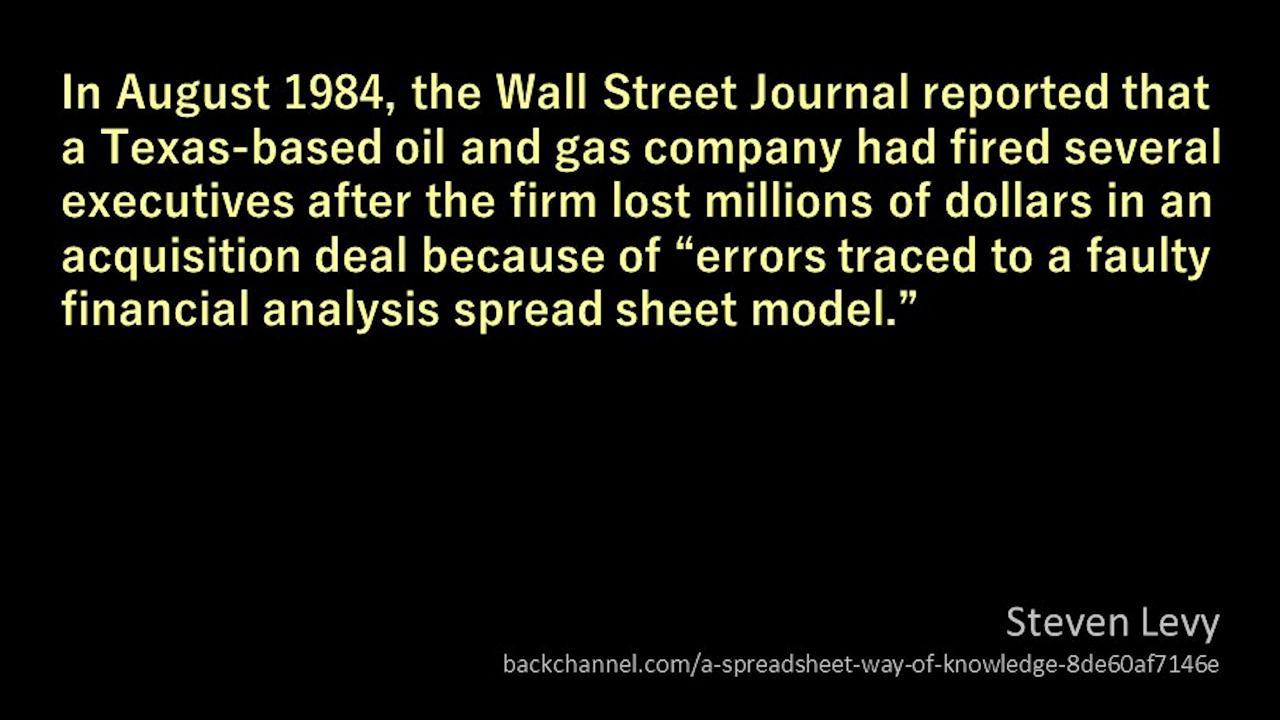 In August 1984, the Wall Street Journal reported that
a Texas-based oil and gas company had fired several
executives after the firm lost millions of dollars in an
acquisition deal because of “errors traced to a faulty
financial analysis spread sheet model.”
Steven Levy
backchannel.com/a-spreadsheet-way-of-knowledge-8de60af7146e